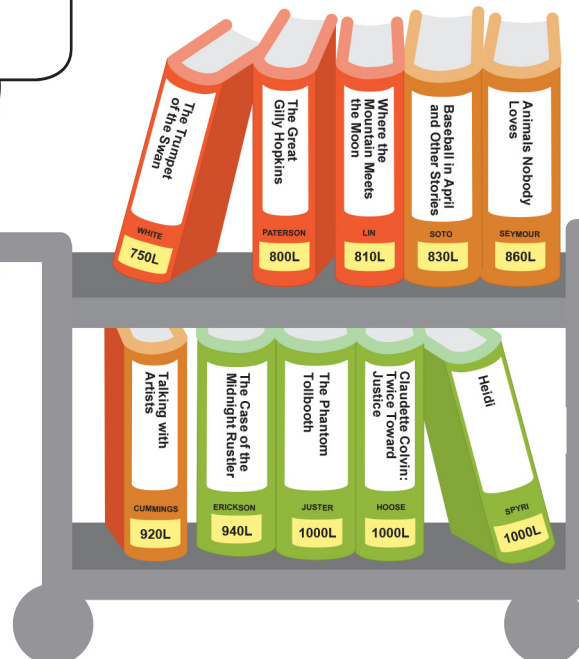 The Trumpet
of the Swan
WHITE
750L
The Great
Gilly Hopkins
PATERSON
800L
Where the
Mountain Meets
the Moon
LIN
810L
Baseball in April
and Other Stories
SOTO
830L
Animals Nobody
Loves
SEYMOUR
860L
Talking with
Artists
CUMMINGS
920L
The Case of the
Midnight Rustler
ERICKSON
940L
The Phantom
Tollbooth
JUSTER
1000L
Claudette Colvin:
Twice Toward
Justice
HOOSE
1000L
Heidi
SPYRI
1000L